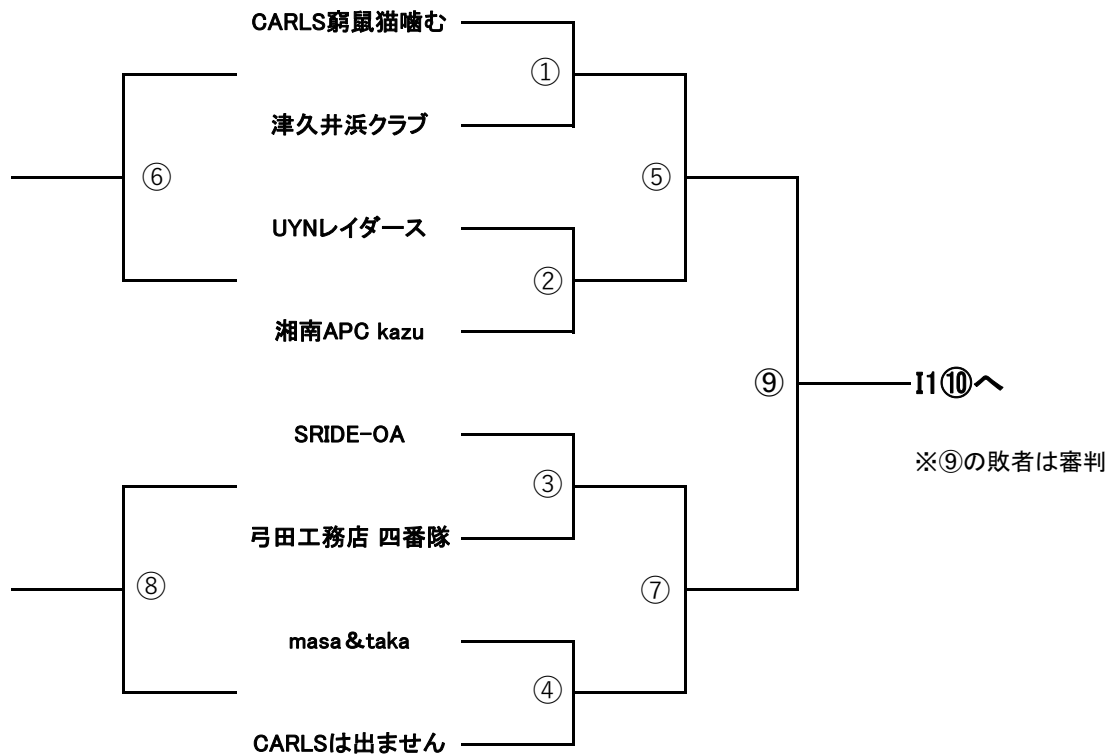 CARLS窮鼠猫噛む
①
津久井浜クラブ
⑥
⑤
UYNレイダース
②
湘南APC kazu
⑨
I1⑩へ
SRIDE-OA
※⑨の敗者は審判
③
弓田工務店 四番隊
⑧
⑦
masa&taka
④
CARLSは出ません